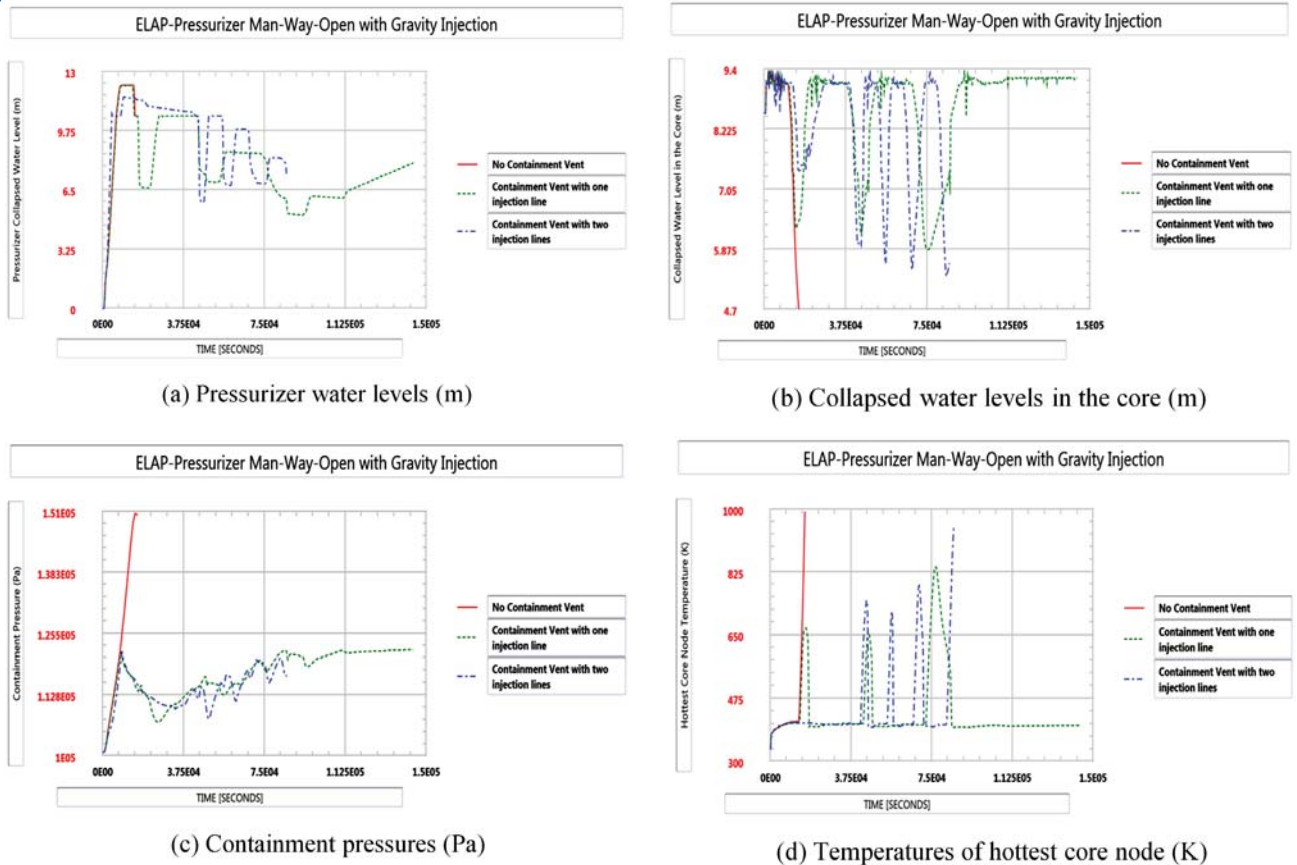 ELAP-Pressurizer Man-Way-Open with Gravity Injection
Pressurizer Collapsed Water Level (m)
13
9.75
6.5
3.25
0
0E00 3.75E04 7.5E04 1.125E05 1.5E05
TIME [SECONDS]
No Containment Vent
Containment Vent with one
injection line
Containment Vent with two
injection lines
(a) Pressurizer water levels (m)
ELAP-Pressurizer Man-Way-Open with Gravity Injection
Collapsed Water Level in the Core (m)
9.4
8.225
7.05
5.875
4.7
0E00 3.75E04 7.5E04 1.125E05 1.5E05
TIME [SECONDS]
No Containment Vent
Containment Vent with one
injection line
Containment Vent with two
injection lines
(b) Collapsed water levels in the core (m)
ELAP-Pressurizer Man-Way-Open with Gravity Injection
Containment Pressure (Pa)
1.51E05
1.383E05
1.255E05
1.128E05
1E05
0E00 3.75E04 7.5E04 1.125E05 1.5E05
TIME [SECONDS]
No Containment Vent
Containment Vent with one
injection line
Containment Vent with two
injection lines
(c) Containment pressures (Pa)
ELAP-Pressurizer Man-Way-Open with Gravity Injection
Hottest Core Node Temperature (K)
1000
825
650
475
300
0E00 3.75E04 7.5E04 1.125E05 1.5E05
TIME [SECONDS]
No Containment Vent
Containment Vent with one
injection line
Containment Vent with two
injection lines
(d) Temperatures of hottest core node (K)